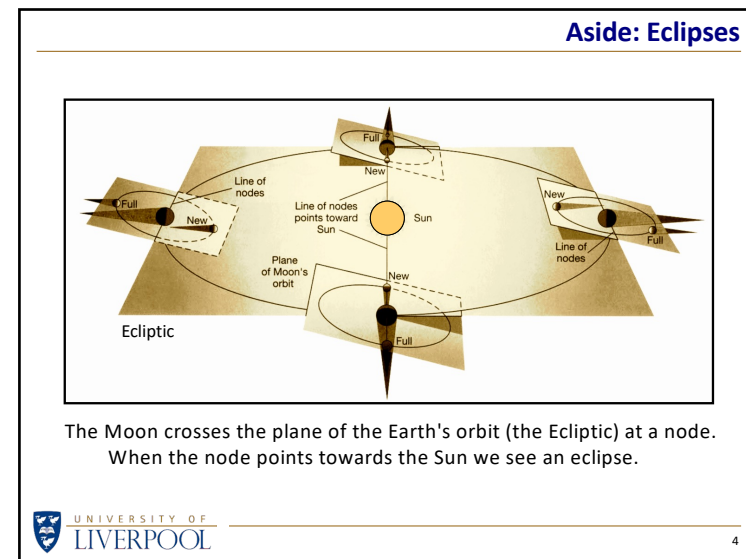 Aside: Eclipses
Full
New
Line of
nodes
Full
New
Line of nodes
points toward
Sun
Sun
New
Line of
nodes
Full
Plane
of Moon's
orbit
New
Full
Ecliptic
The Moon crosses the plane of the Earth's orbit (the Ecliptic) at a node.
When the node points towards the Sun we see an eclipse.
UNIVERSITY OF
LIVERPOOL
4